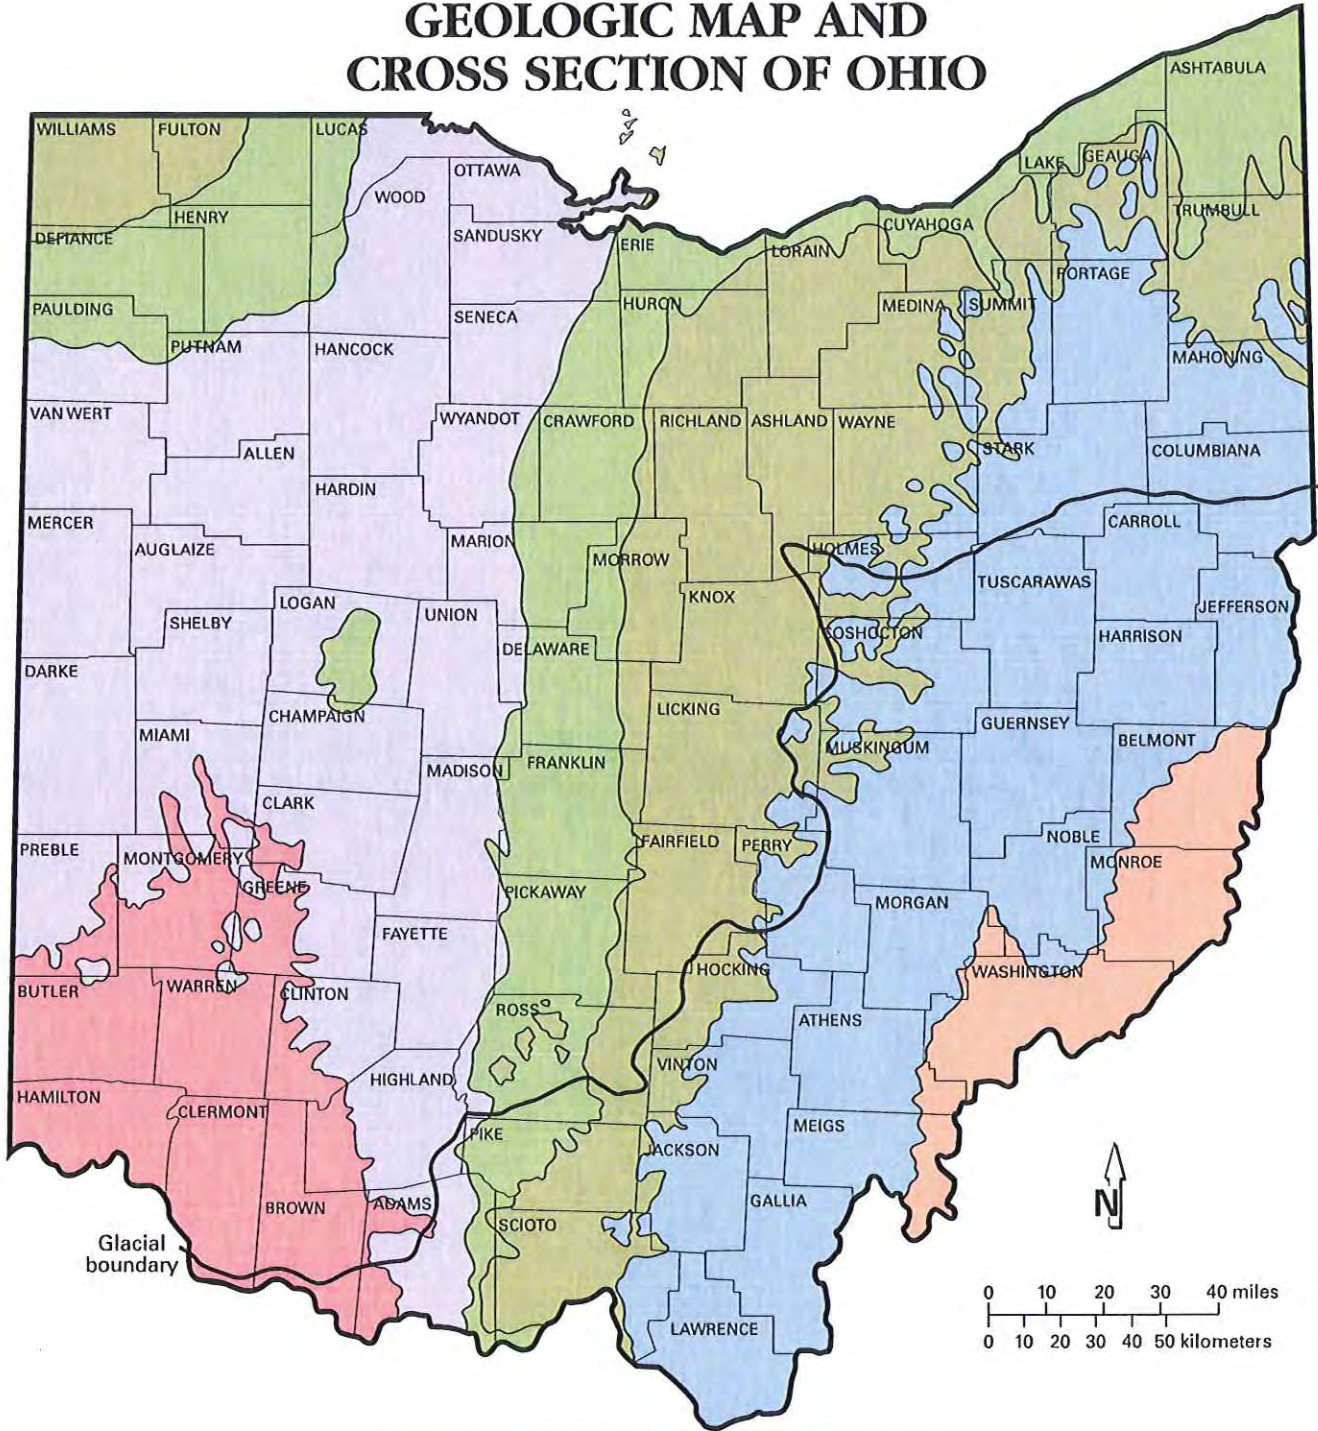 GEOLOGIC MAP AND
CROSS SECTION OF OHIO
ASHTABULA
WILLIAMS
FULTON
LUCAS
LAKE
GEAUGA
OTTAWA
WOOD
HENRY
TRUMBULL
DEFIANCE
SANDUSKY
ERIE
LORAIN
CUYAHOGA
PORTAGE
PAULDING
SENECA
HURON
MEDINA
SUMMIT
PUTNAM
HANCOCK
MAHONING
VAN WERT
WYANDOT
CRAWFORD
RICHLAND
ASHLAND
WAYNE
ALLEN
STARK
COLUMBIANA
HARDIN
MERCER
AUGLAIZE
MARION
MORROW
HOLMES
CARROLL
LOGAN
UNION
KNOX
TUSCARAWAS
JEFFERSON
SHELBY
COSHOCTON
HARRISON
DARKE
DELAWARE
CHAMPAIGN
LICKING
GUERNSEY
MIAMI
MUSKINGUM
BELMONT
MADISON
FRANKLIN
CLARK
PREBLE
MONTGOMERY
FAIRFIELD
PERRY
NOBLE
MONROE
GREENE
PICKAWAY
MORGAN
FAYETTE
HOCKING
WASHINGTON
BUTLER
WARREN
CLINTON
ROSS
ATHENS
VINTON
HIGHLAND
HAMILTON
CLERMONT
PIKE
MEIGS
JACKSON
BROWN
ADAMS
GALLIA
SCIOTO
N
Glacial
boundary
0 10 20 30 40 miles
LAWRENCE
0 10 20 30 40 50 kilometers